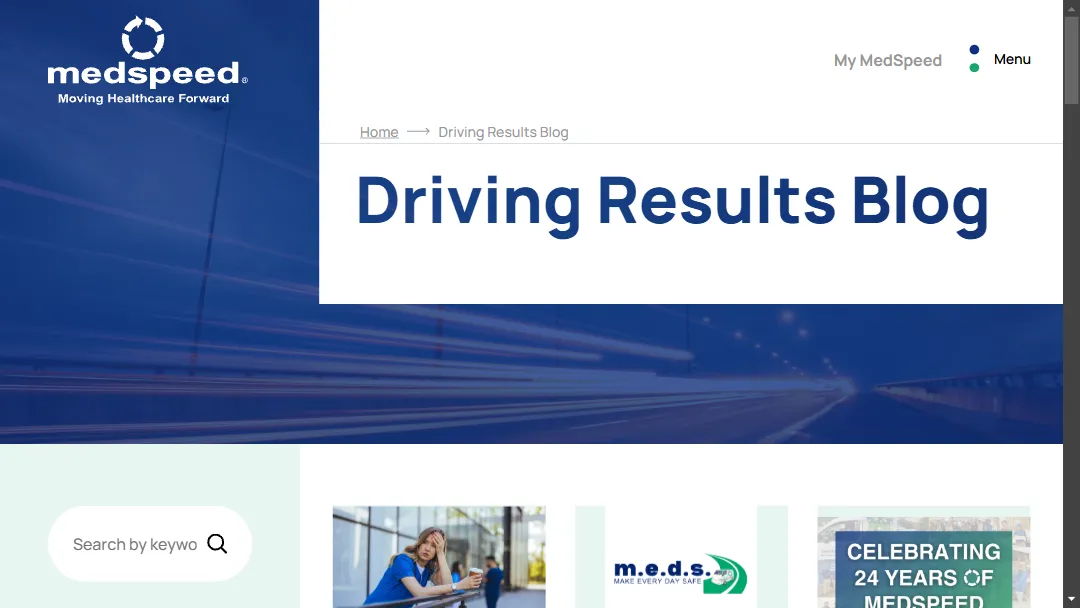 medspeed®
Moving Healthcare Forward
My MedSpeed
Menu
Home
Driving Results Blog
Driving Results Blog
Search by keywo
m.e.d.s.
MAKE EVERY DAY SAFE
CELEBRATING
24 YEARS OF
MEDSPEED